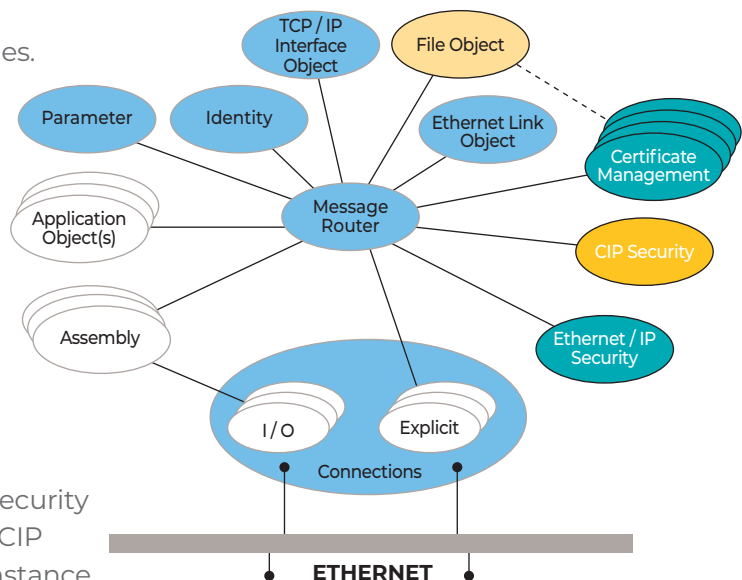 es.
TCP / IP
Interface
Object
File Object
Parameter
Identity
Ethernet Link
Object
Certificate
Management
Application
Object(s)
Message
Router
CIP Security
Assembly
Ethernet / IP
Security
I / O
Explicit
Connections
ecurity
CIP
nstance
ETHERNET